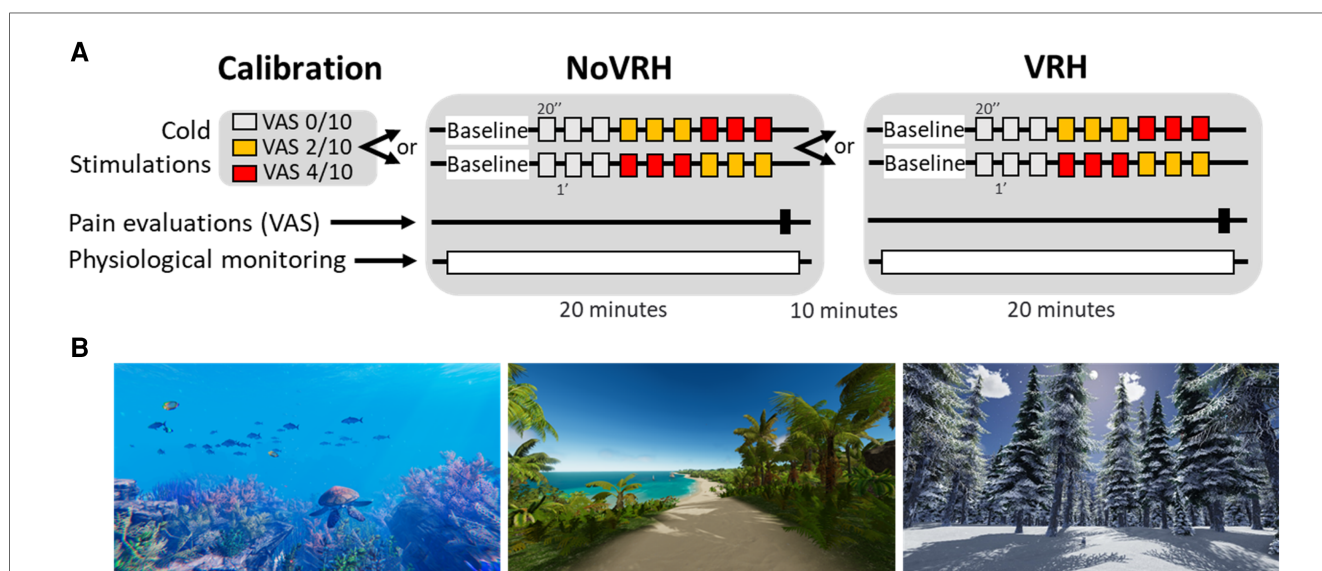 A
Calibration
NoVRH
VRH
Cold
Stimulations
VAS 0/10
VAS 2/10
VAS 4/10
or
20’’
Baseline
Baseline
1’
or
20’’
Baseline
Baseline
1’
Pain evaluations (VAS)
Physiological monitoring
20 minutes
10 minutes
20 minutes
B